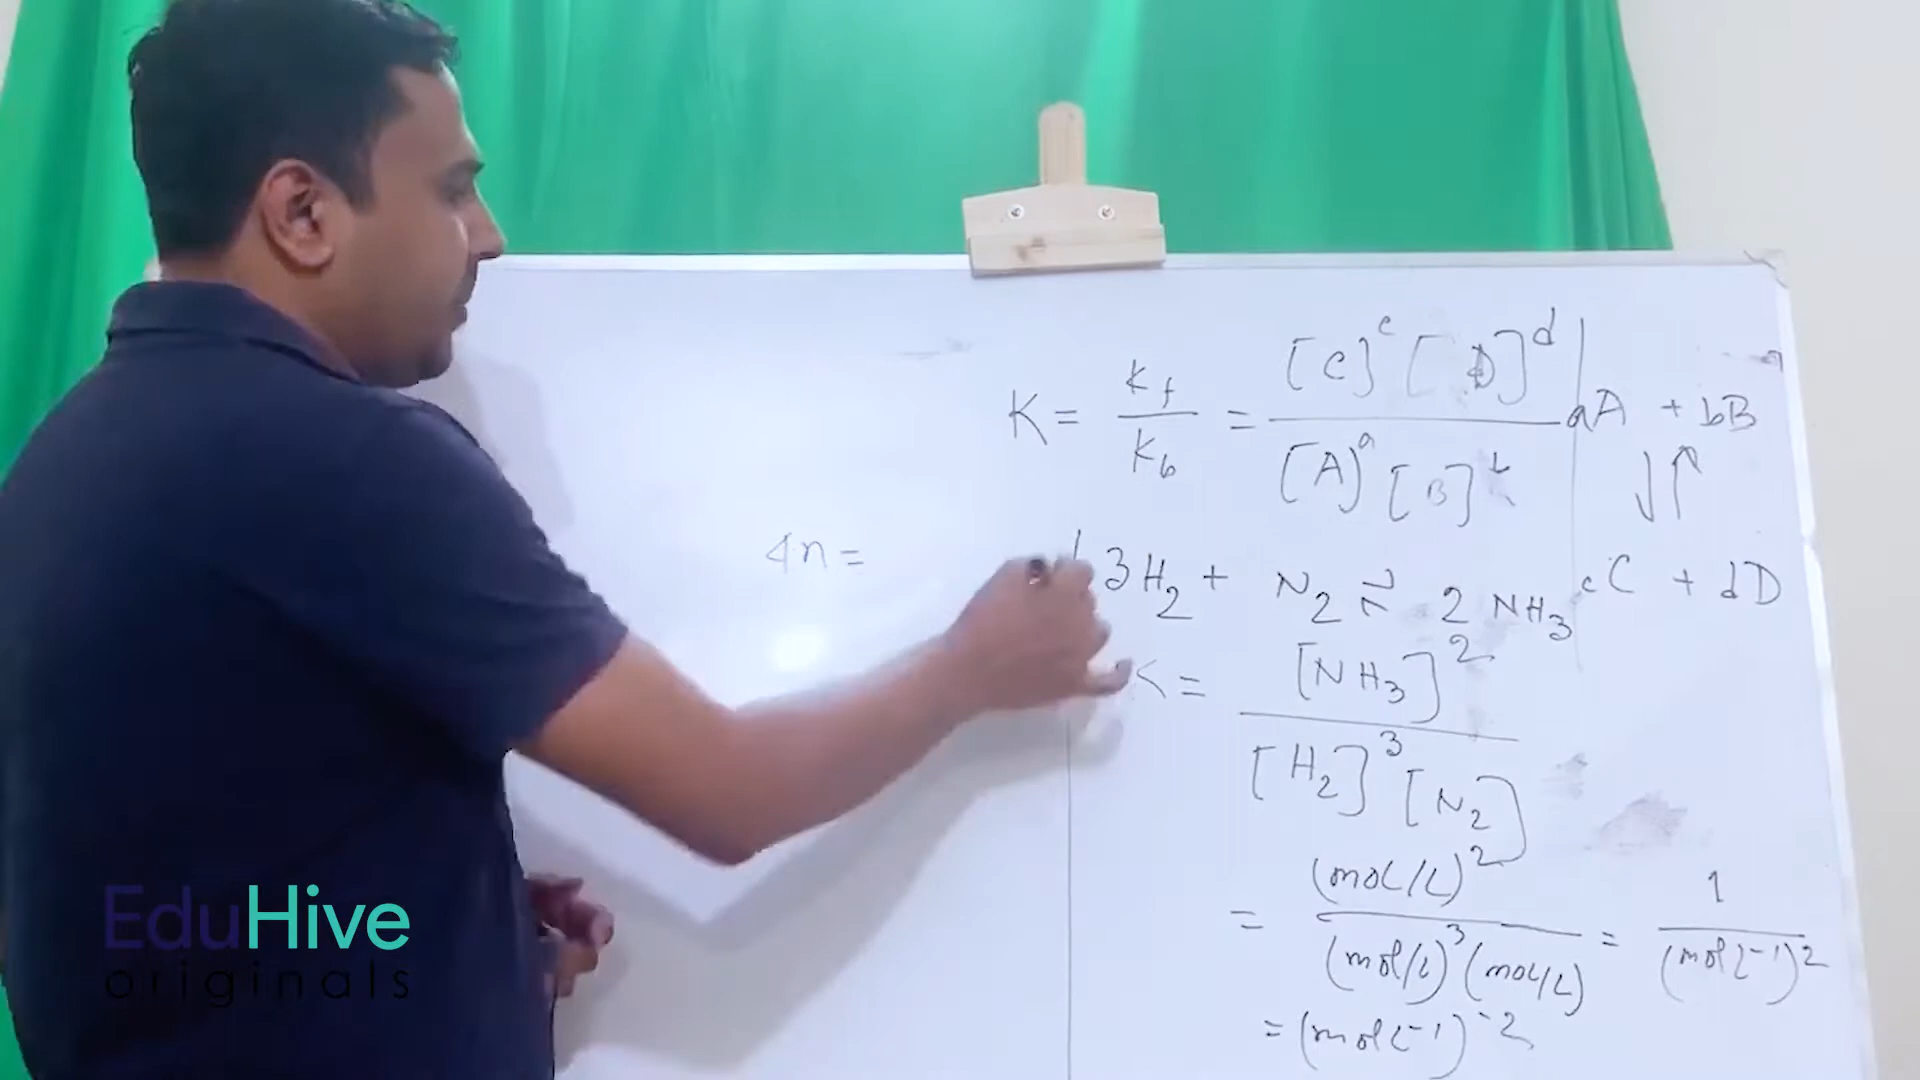 K = Kf / Kb = [C]^c [D]^d / [A]^a [B]^b
aA + bB
↓↑
cC + dD
Δn =
3H₂ + N₂ ⇌ 2NH₃
K = [NH₃]² / [H₂]³ [N₂]
= (mol/L)² / (mol/L)³ (mol/L) = 1 / (mol L⁻¹)²
= (mol L⁻¹)⁻²
EduHive
originals